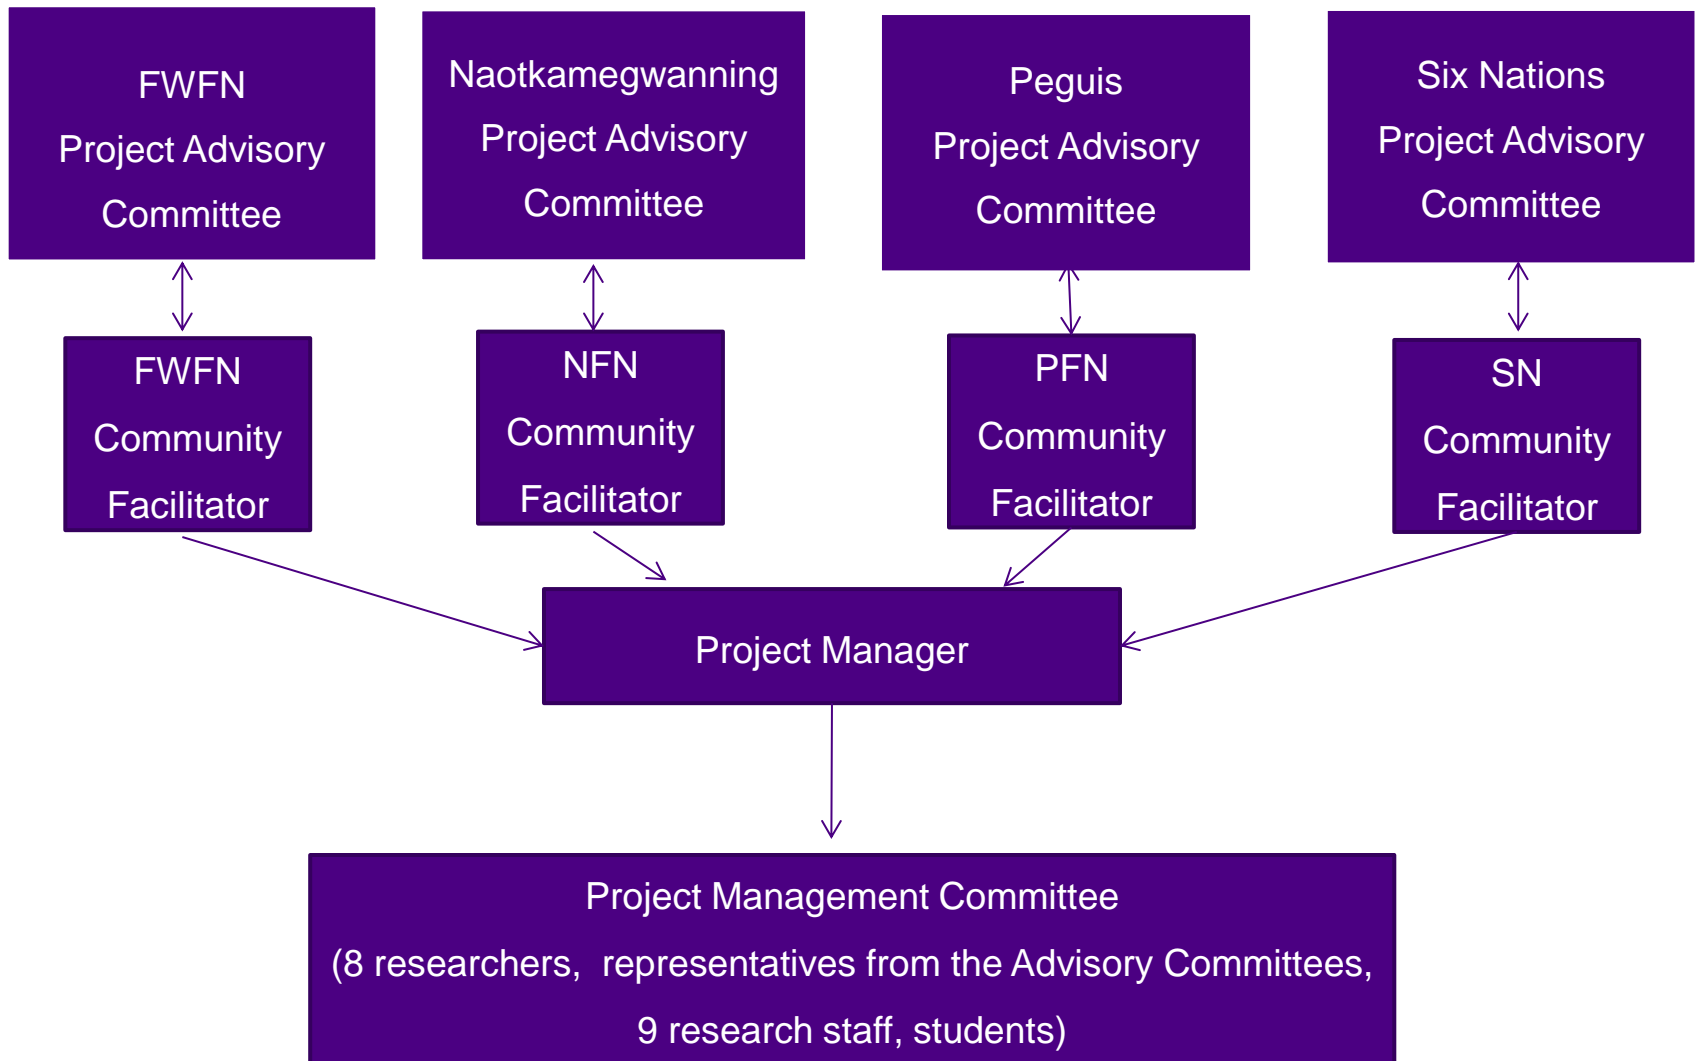 FWFN
Project Advisory
Committee
Naotkamegwanning
Project Advisory
Committee
Peguis
Project Advisory
Committee
Six Nations
Project Advisory
Committee
FWFN
Community
Facilitator
NFN
Community
Facilitator
PFN
Community
Facilitator
SN
Community
Facilitator
Project Manager
Project Management Committee
(8 researchers, representatives from the Advisory Committees,
9 research staff, students)